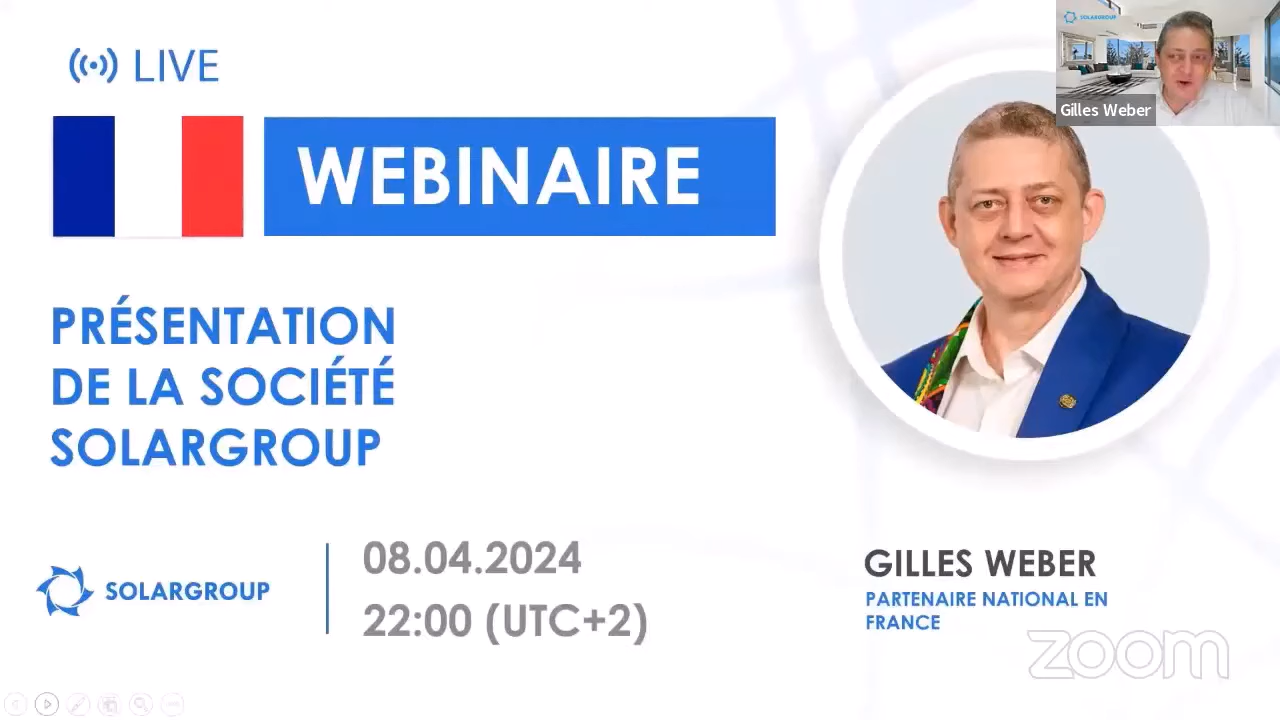 LIVE
WEBINAIRE
PRÉSENTATION
DE LA SOCIÉTÉ
SOLARGROUP
SOLARGROUP
08.04.2024
22:00 (UTC+2)
SOLARGROUP
Gilles Weber
GILLES WEBER
PARTENAIRE NATIONAL EN
FRANCE
zoom